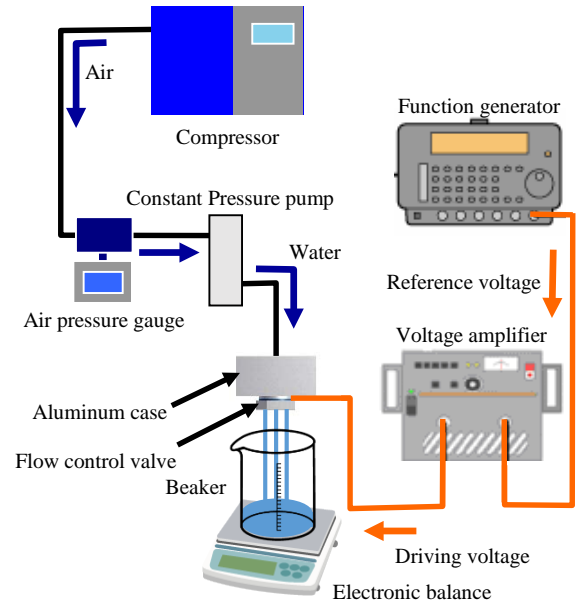 Air
Compressor
Function generator
Constant Pressure pump
Water
Reference voltage
Air pressure gauge
Voltage amplifier
Aluminum case
Flow control valve
Beaker
Driving voltage
Electronic balance